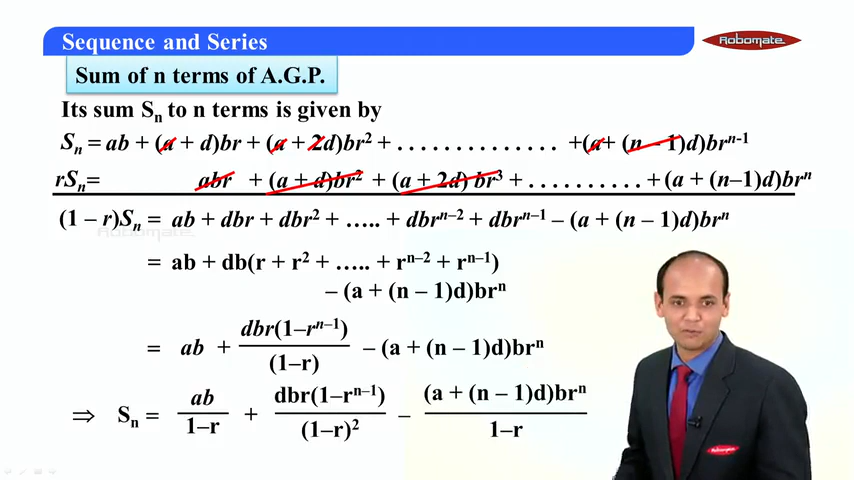 Sequence and Series
ROBOMATE
Sum of n terms of A.G.P.
Its sum Sₙ to n terms is given by
Sₙ = ab + (a + d)br + (a + 2d)br² + . . . . . . . . . . . . . . +(a+ (n – 1)d)brⁿ⁻¹
rSₙ= abr + (a + d)br² + (a + 2d) br³ + . . . . . . . . . . + (a + (n–1)d)brⁿ
(1 – r)Sₙ = ab + dbr + dbr² + ….. + dbrⁿ⁻² + dbrⁿ⁻¹ – (a + (n – 1)d)brⁿ
Robomate
= ab + db(r + r² + ….. + rⁿ⁻² + rⁿ⁻¹)
– (a + (n – 1)d)brⁿ
= ab + dbr(1–rⁿ⁻¹)/(1–r) – (a + (n – 1)d)brⁿ
⇒ Sₙ = ab/1–r + dbr(1–rⁿ⁻¹)/(1–r)² – (a + (n – 1)d)brⁿ/1–r